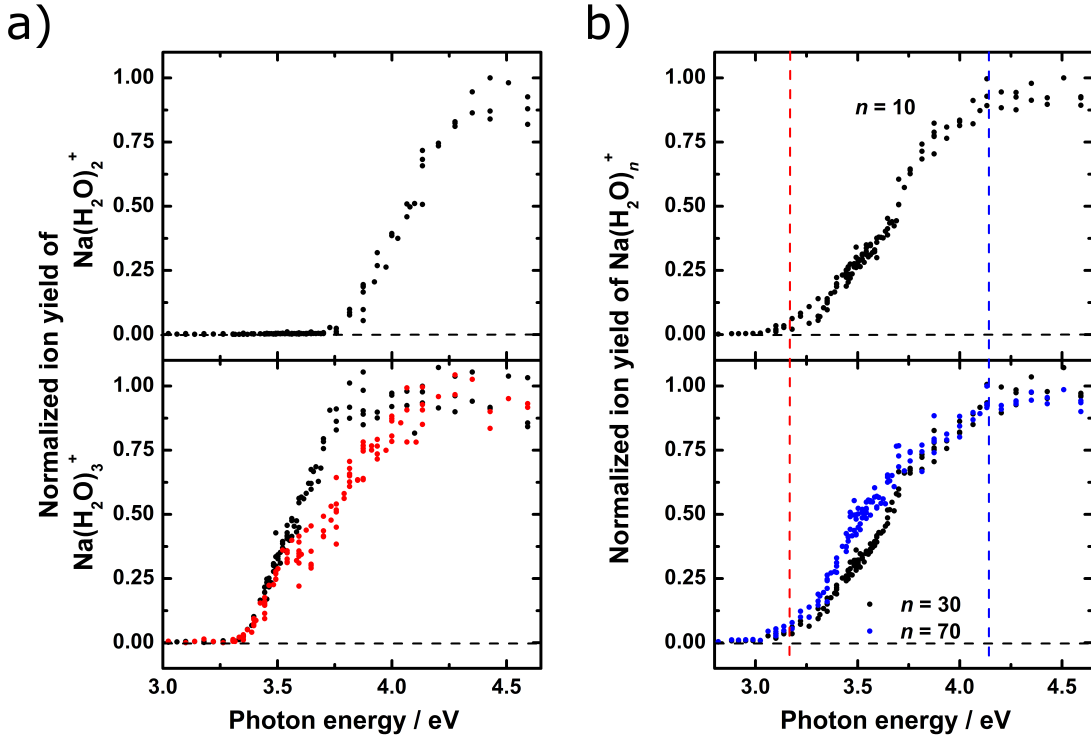 a)
b)
Normalized ion yield of
Na(H₂O)₂⁺
Na(H₂O)₃⁺
1.00
0.75
0.50
0.25
0.00
1.00
0.75
0.50
0.25
0.00
3.0 3.5 4.0 4.5
Photon energy / eV
Normalized ion yield of Na(H₂O)ₙ⁺
1.00
0.75
0.50
0.25
0.00
n = 10
1.00
0.75
0.50
0.25
0.00
n = 30
n = 70
3.0 3.5 4.0 4.5
Photon energy / eV